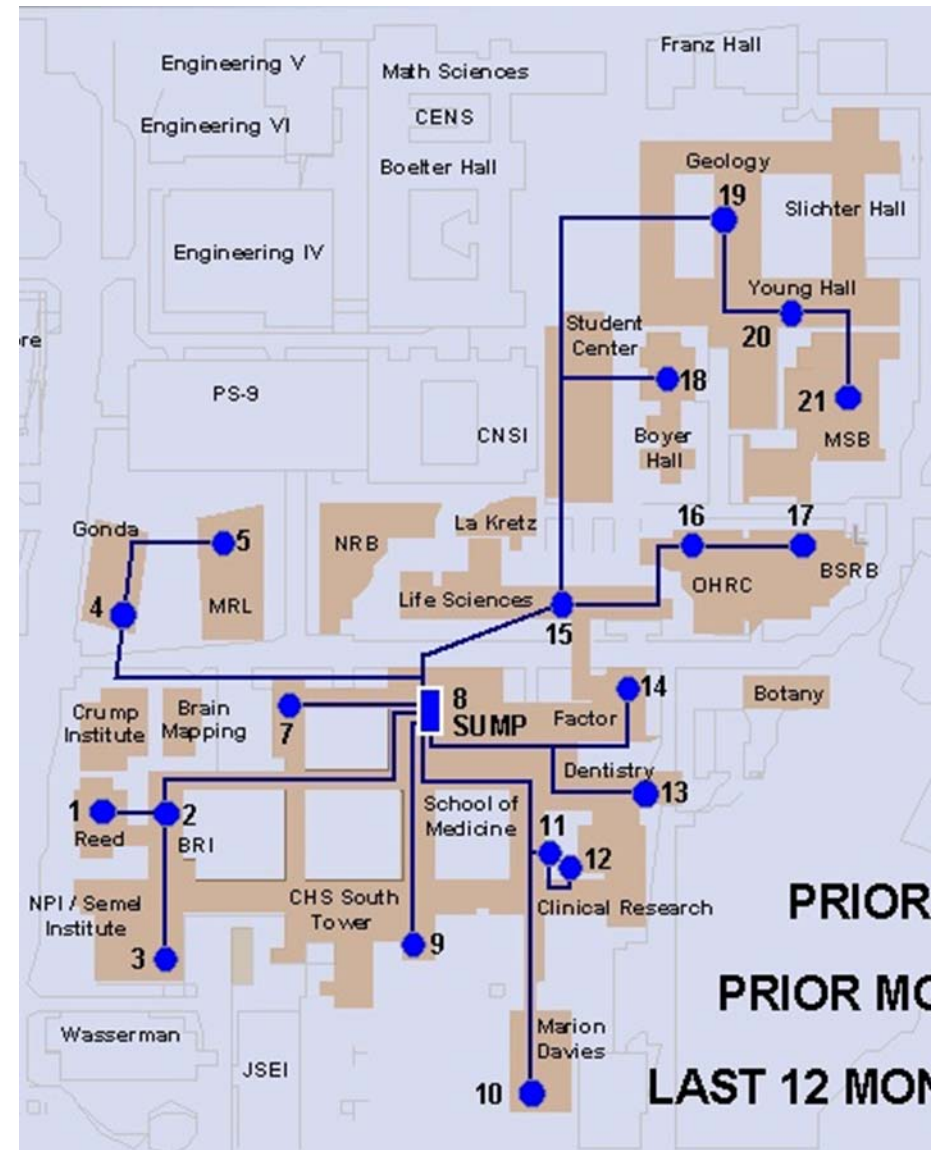 Franz Hall
Engineering V
Math Sciences
CENS
Engineering VI
Boelter Hall
Geology
19
Slichter Hall
Engineering IV
Young Hall
20
Student
Center
18
21
MSB
PS-9
CNSI
Boyer
Hall
16
17
La Kretz
Gonda
5
NRB
BSRB
OHRC
4
MRL
Life Sciences
15
14
Botany
8
SUMP
Factor
Crump
Institute
Brain
Mapping
7
Dentistry
13
1
2
Reed
BRI
School of
Medicine
11
12
NPI / Semel
Institute
CHS South
Tower
Clinical Research
PRIOR
3
9
PRIOR MO
Marion
Davies
Wasserman
JSEI
10
LAST 12 MON